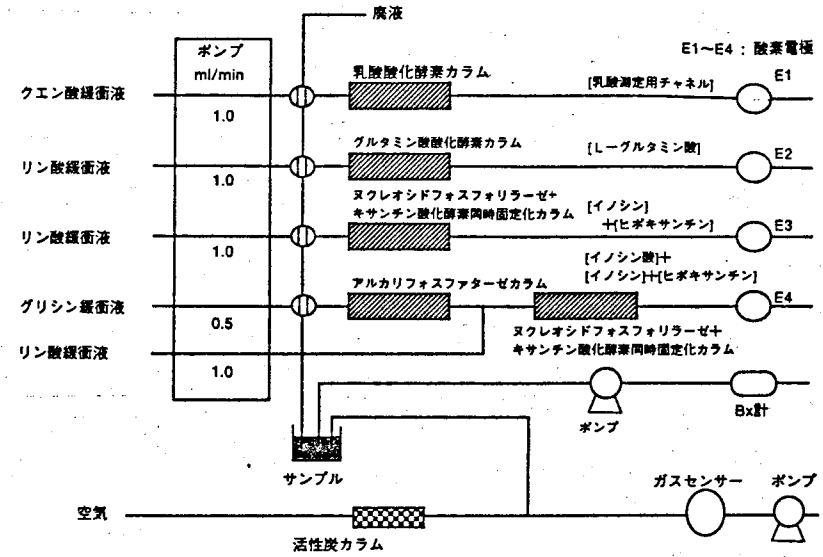 廃液
ポンプ
ml/min
E1~E4 : 酸素電極
乳酸酸化酵素カラム
[乳酸測定用チャネル]
E1
クエン酸緩衝液
1.0
グルタミン酸酸化酵素カラム
[Lーグルタミン酸]
E2
リン酸緩衝液
1.0
ヌクレオシドフォスフォリラーゼ+
キサンチン酸化酵素同時固定化カラム
[イノシン]
+[ヒポキサンチン]
E3
リン酸緩衝液
1.0
[イノシン酸]+
[イノシン]+[ヒポキサンチン]
アルカリフォスファターゼカラム
E4
グリシン緩衝液
0.5
ヌクレオシドフォスフォリラーゼ+
キサンチン酸化酵素同時固定化カラム
リン酸緩衝液
1.0
ポンプ
Bx計
サンプル
ガスセンサー
ポンプ
空気
活性炭カラム